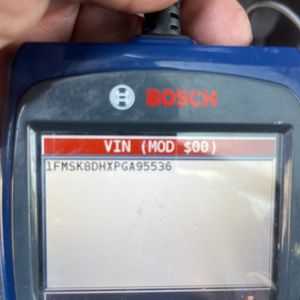 BOSCH
VIN (MOD $00)
1FMSK8DHXPGA95536